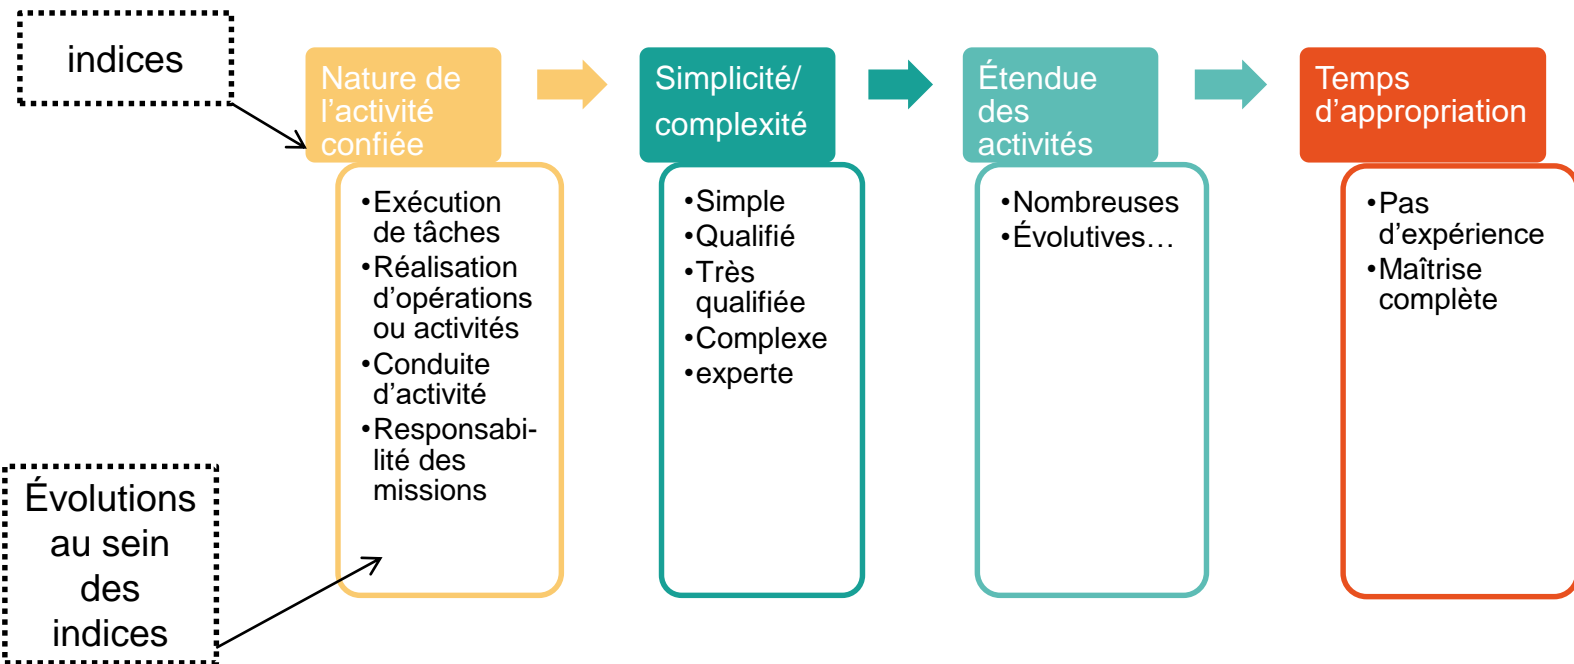 indices
Nature de
l’activité
confiée
•Exécution
de tâches
•Réalisation
d’opérations
ou activités
•Conduite
d’activité
•Responsabi-
lité des
missions
Simplicité/
complexité
•Simple
•Qualifié
•Très
qualifiée
•Complexe
•experte
Étendue
des
activités
•Nombreuses
•Évolutives…
Temps
d’appropriation
•Pas
d’expérience
•Maîtrise
complète
Évolutions
au sein
des
indices